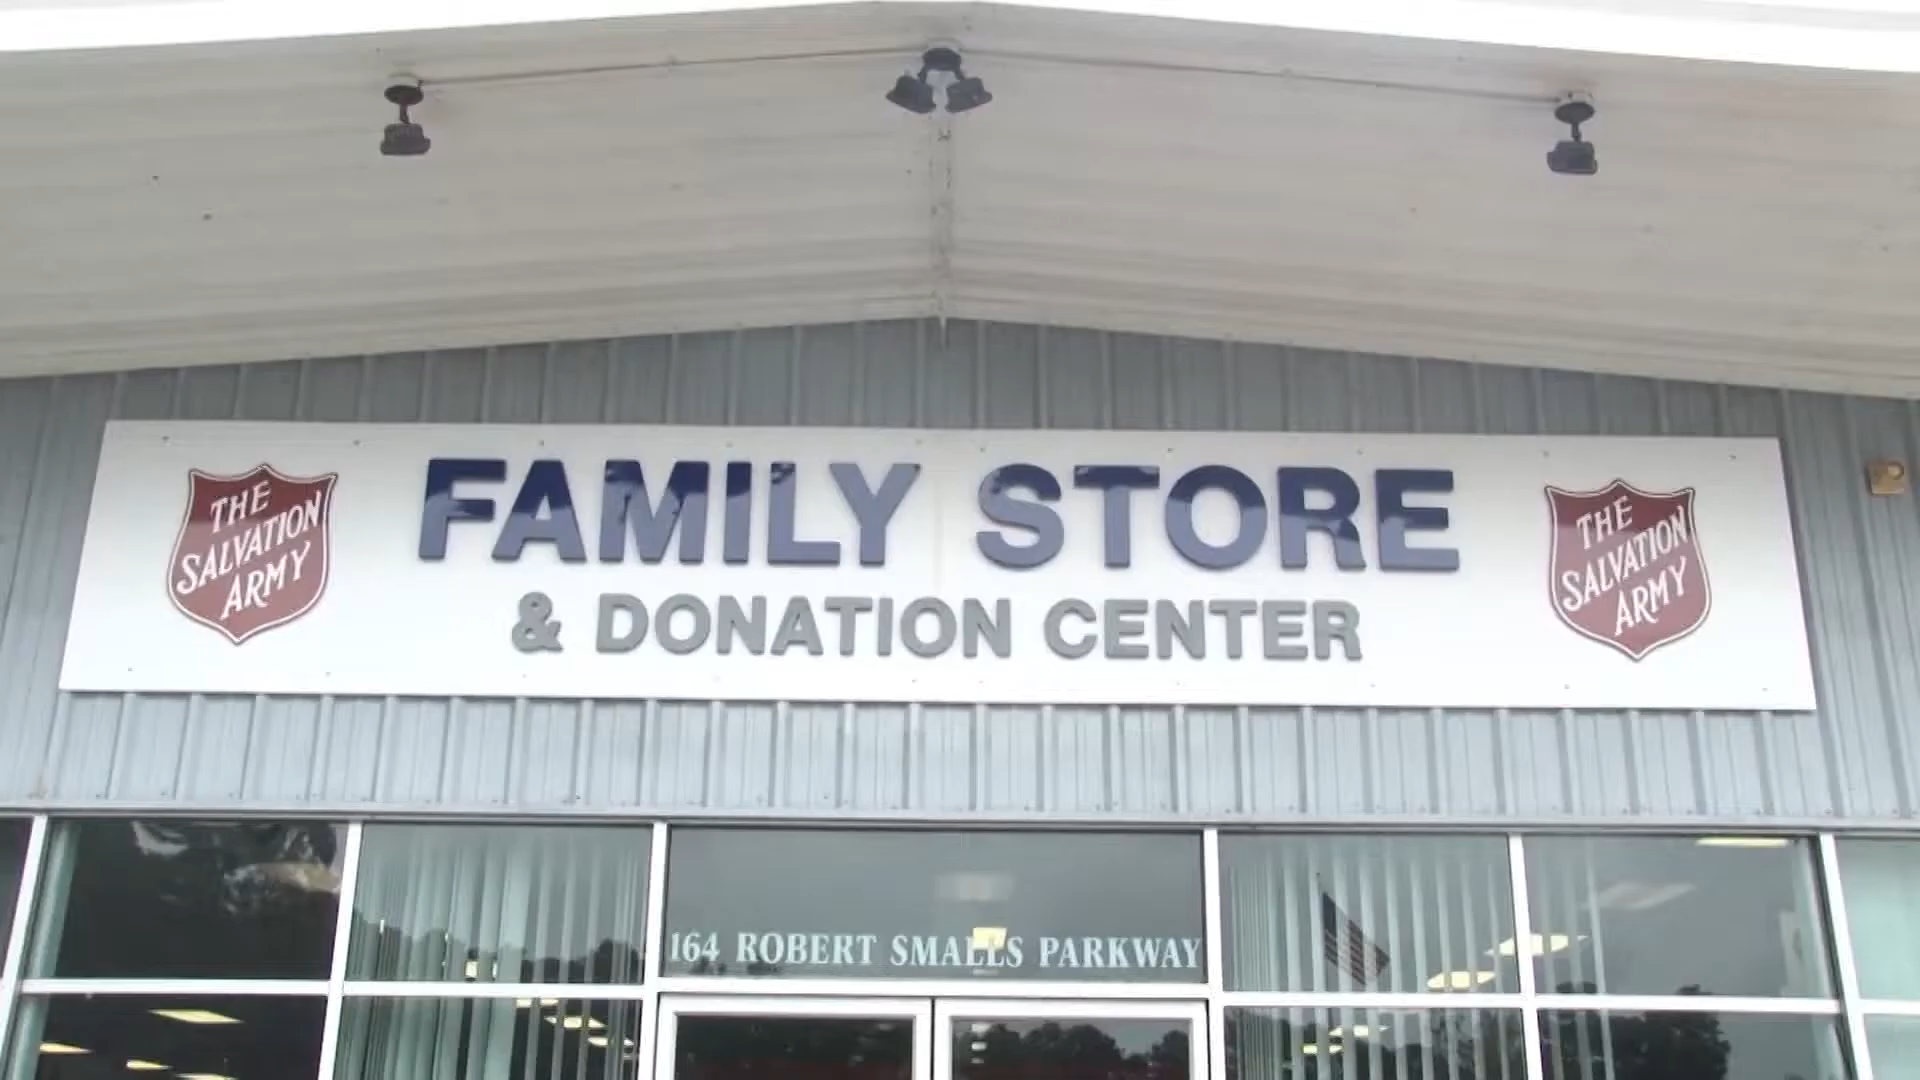 THE
SALVATION
ARMY
FAMILY STORE
& DONATION CENTER
THE
SALVATION
ARMY
164 ROBERT SMALLS PARKWAY